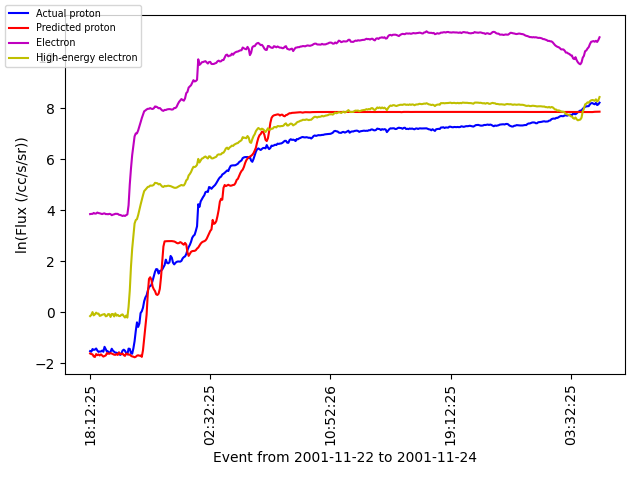 Actual proton
Predicted proton
Electron
High-energy electron
ln(Flux (/cc/s/sr))
8
6
4
2
0
−2
18:12:25
02:32:25
10:52:26
19:12:25
03:32:25
Event from 2001-11-22 to 2001-11-24